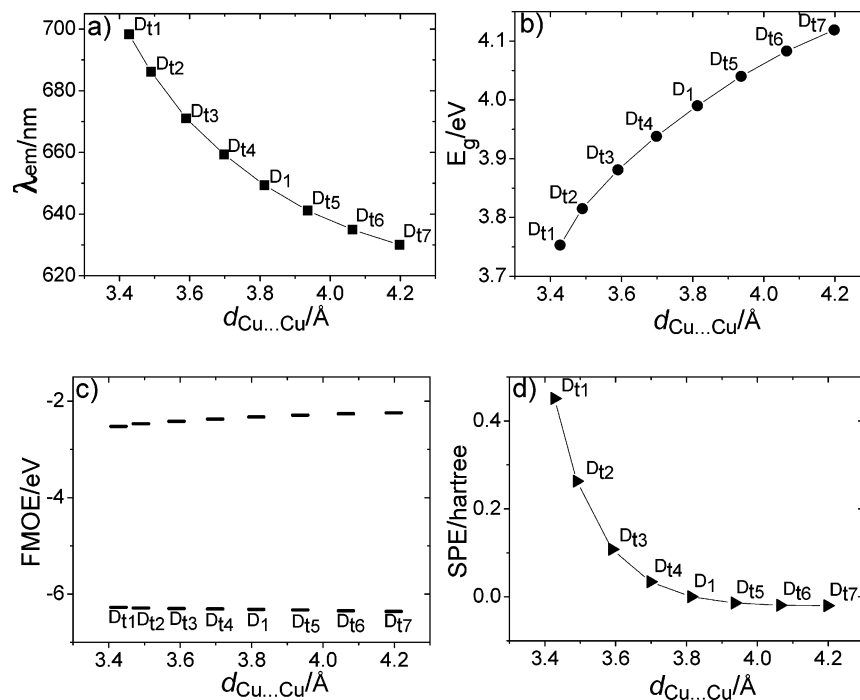 a)
700
680
660
640
620
λem/nm
Dt1
Dt2
Dt3
Dt4
D1
Dt5
Dt6
Dt7
3.4 3.6 3.8 4.0 4.2
dCu...Cu/Å
b)
4.1
4.0
3.9
3.8
3.7
Eg/eV
Dt7
Dt6
Dt5
D1
Dt4
Dt3
Dt2
Dt1
3.4 3.6 3.8 4.0 4.2
dCu...Cu/Å
c)
-2
-4
-6
FMOE/eV
Dt1 Dt2 Dt3 Dt4 D1 Dt5 Dt6 Dt7
3.4 3.6 3.8 4.0 4.2
dCu...Cu/Å
d)
0.4
0.2
0.0
SPE/hartree
Dt1
Dt2
Dt3
Dt4
D1
Dt5
Dt6
Dt7
3.4 3.6 3.8 4.0 4.2
dCu...Cu/Å